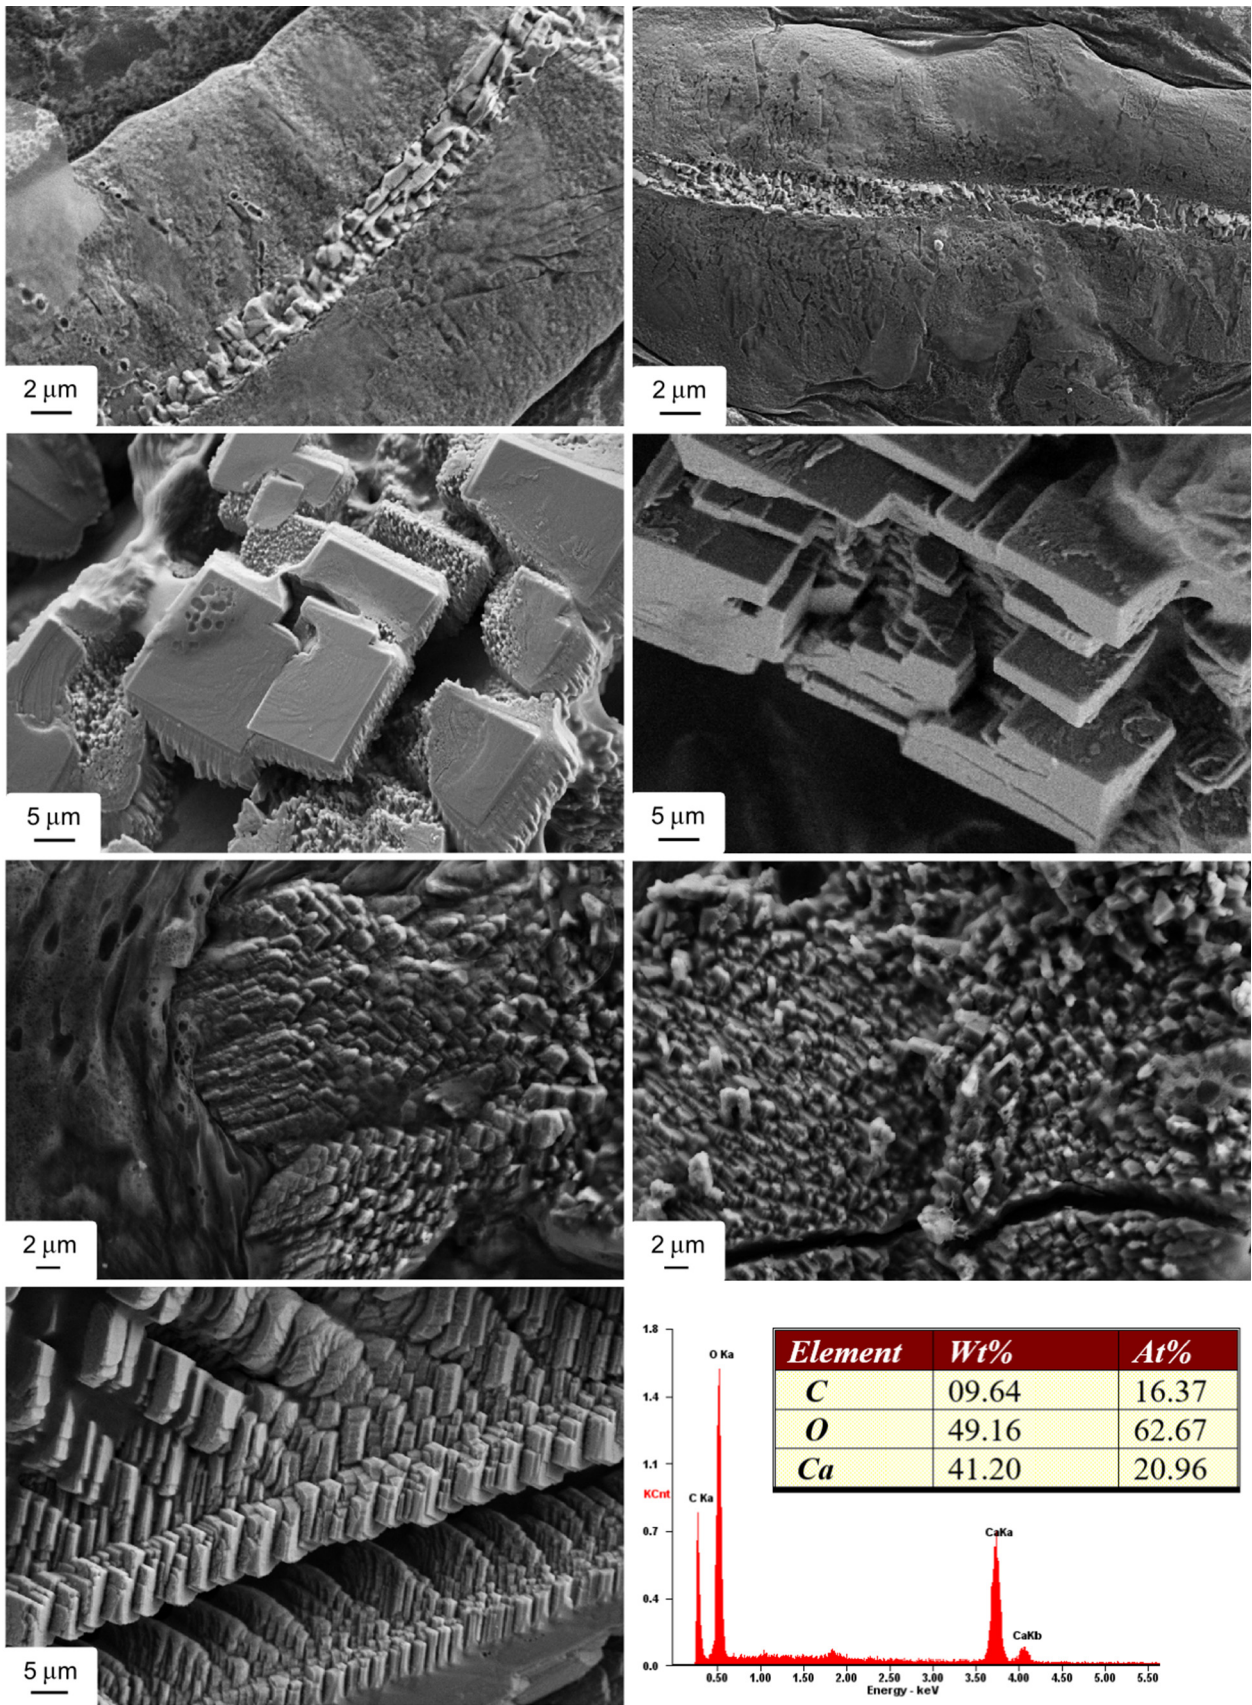 2 µm
2 µm
5 µm
5 µm
2 µm
2 µm
5 µm
1.8
1.4
1.1
0.7
0.4
0.0
KCnt
C Ka
O Ka
CaKa
CaKb
Element Wt% At%
C 09.64 16.37
O 49.16 62.67
Ca 41.20 20.96
0.50 1.00 1.50 2.00 2.50 3.00 3.50 4.00 4.50 5.00 5.50
Energy - keV